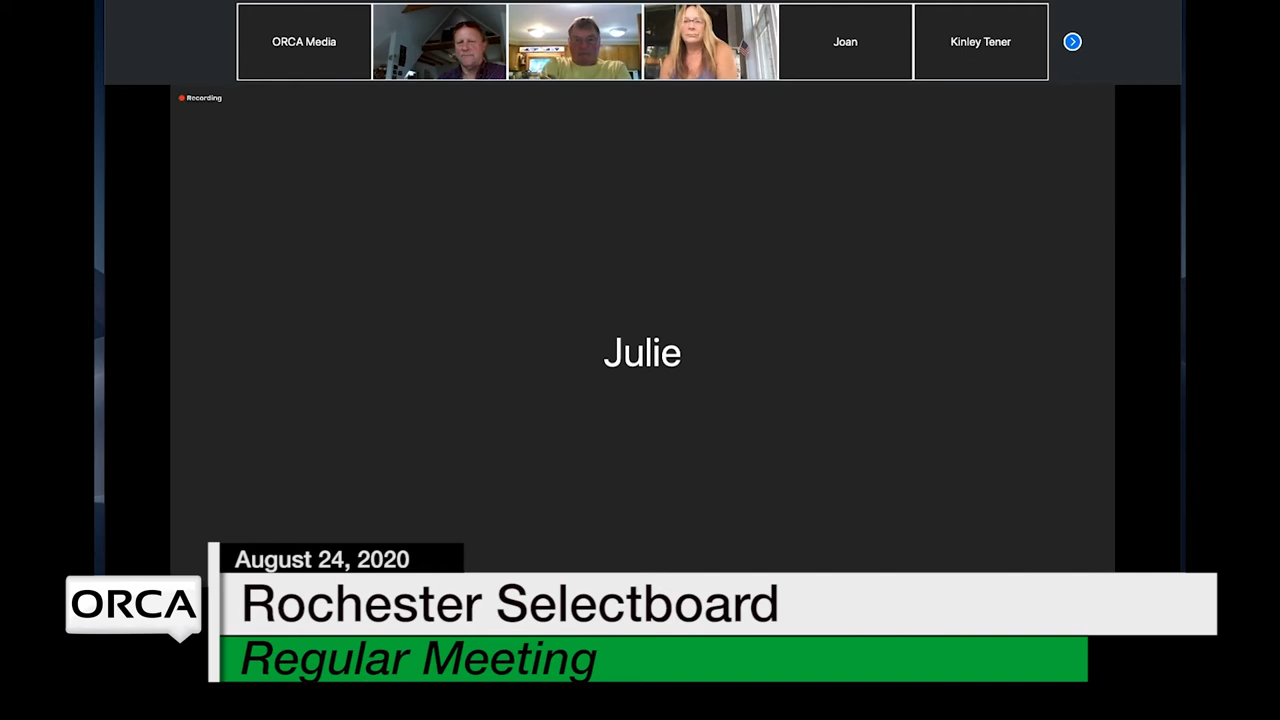 ORCA Media
Joan
Kinley Tener
Recording
Julie
August 24, 2020
ORCA
Rochester Selectboard
Regular Meeting